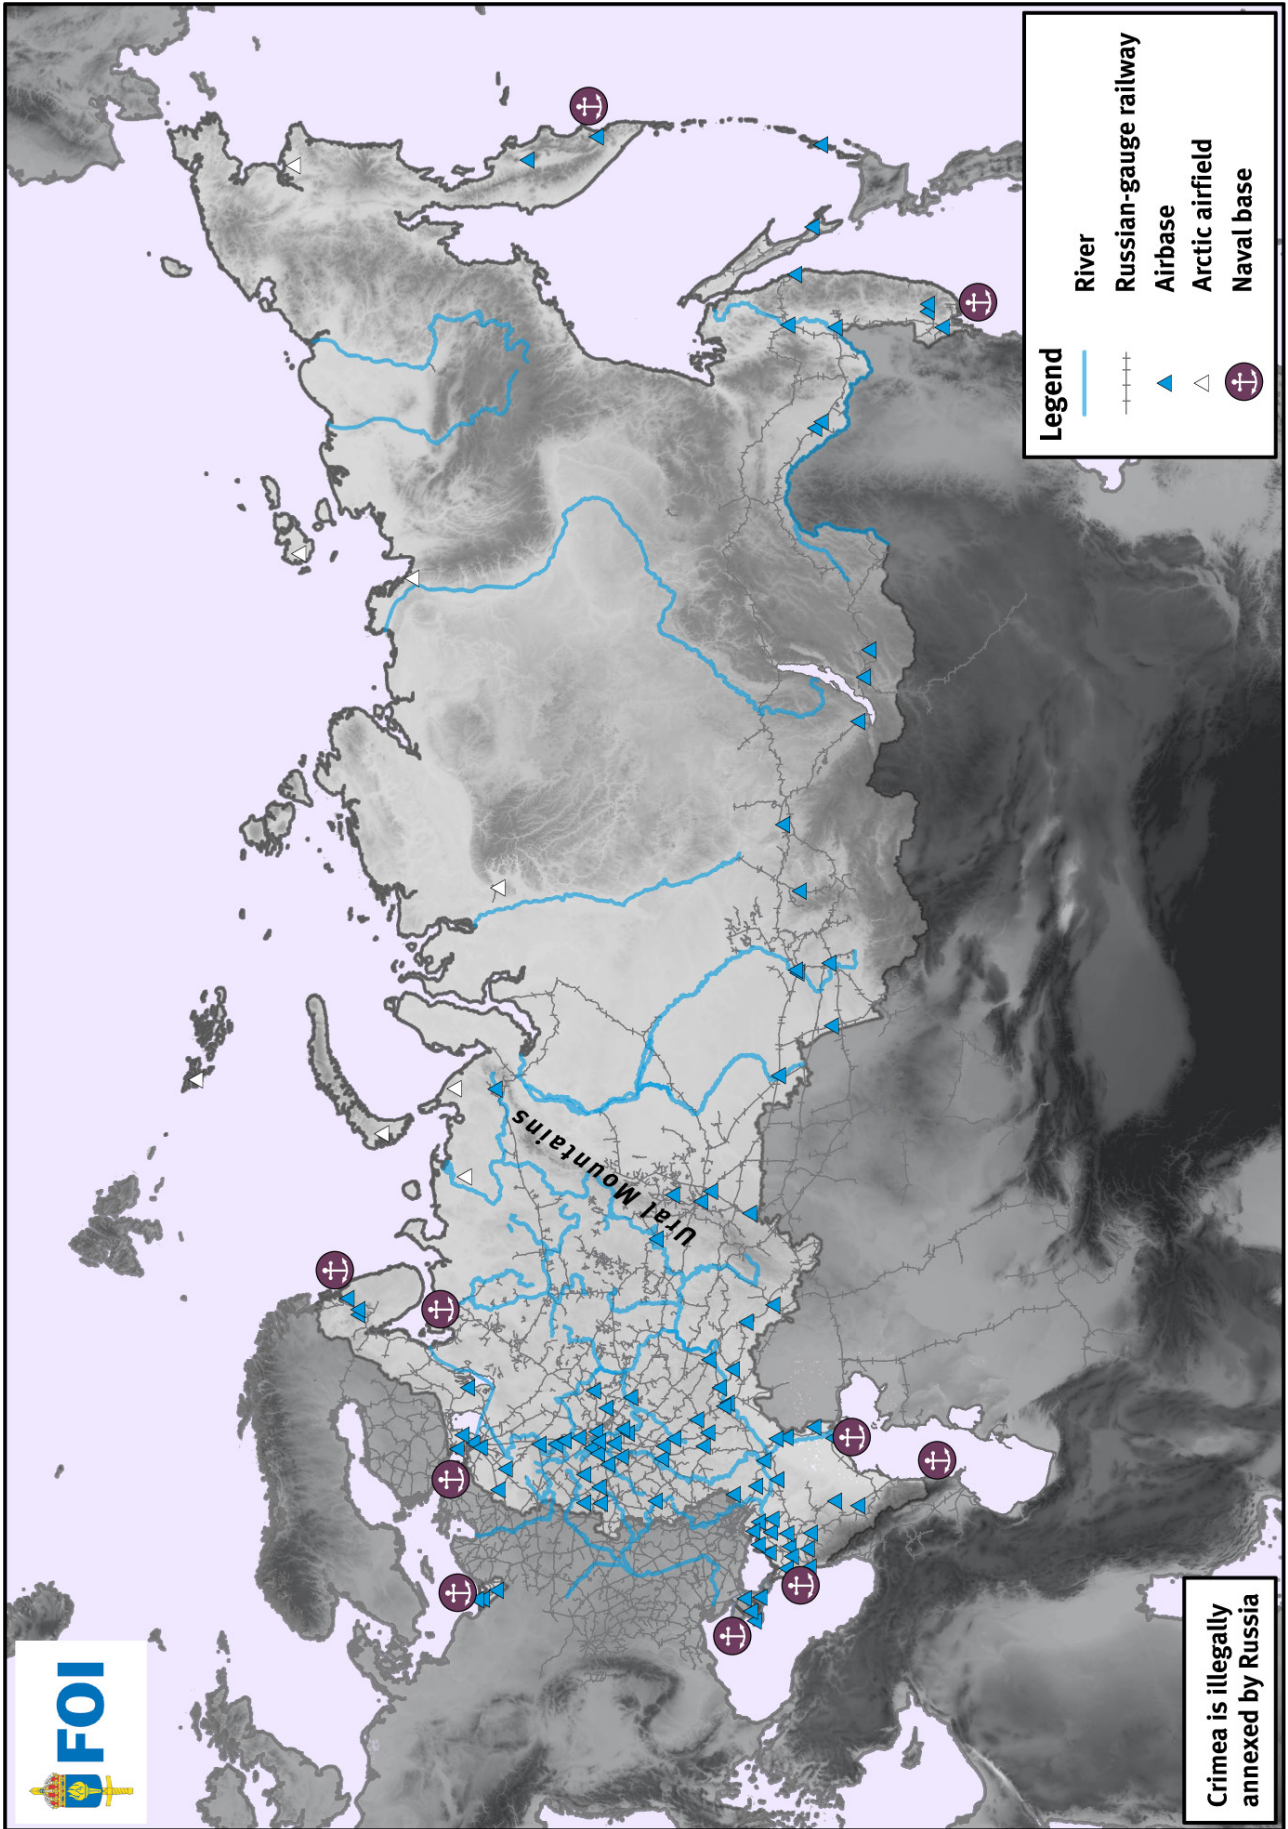 FOI
Ural Mountains
Legend
River
Russian-gauge railway
Airbase
Arctic airfield
Naval base
Crimea is illegally
annexed by Russia